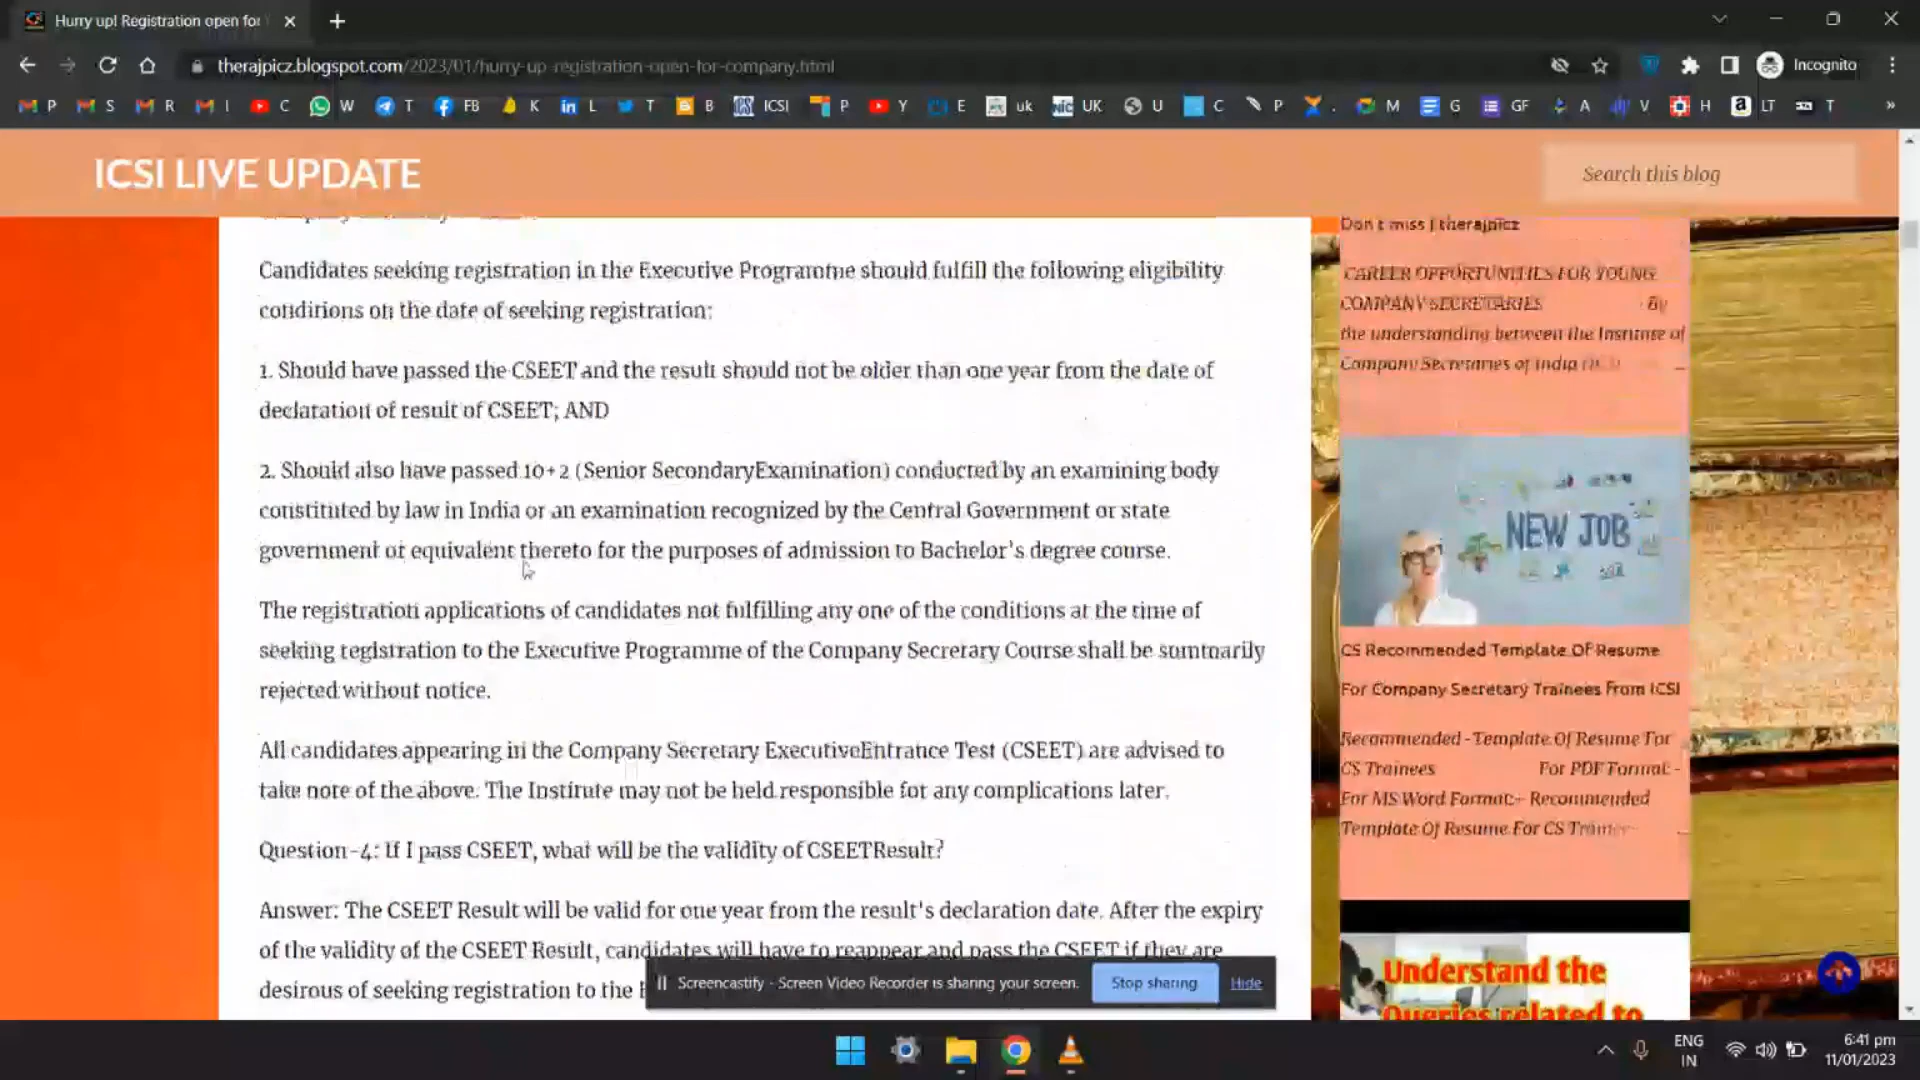 Hurry up! Registration open for
therajpicz.blogspot.com/2023/01/hurry-up-registration-open-for-company.html
Incognito
P S R I C W T FB K L T B ICSI P Y E uk UK U C P . M G GF A V H LT T »
ICSI LIVE UPDATE
Search this blog
Candidates seeking registration in the Executive Programme should fulfill the following eligibility
conditions on the date of seeking registration:
1. Should have passed the CSEET and the result should not be older than one year from the date of
declaration of result of CSEET; AND
2. Should also have passed 10+2 (Senior SecondaryExamination) conducted by an examining body
constituted by law in India or an examination recognized by the Central Government or state
government or equivalent thereto for the purposes of admission to Bachelor's degree course.
The registration applications of candidates not fulfilling any one of the conditions at the time of
seeking registration to the Executive Programme of the Company Secretary Course shall be summarily
rejected without notice.
All candidates appearing in the Company Secretary ExecutiveEntrance Test (CSEET) are advised to
take note of the above. The Institute may not be held responsible for any complications later.
Question-4: If I pass CSEET, what will be the validity of CSEETResult?
Answer: The CSEET Result will be valid for one year from the result's declaration date. After the expiry
of the validity of the CSEET Result, candidates will have to reappear and pass the CSEET if they are
desirous of seeking registration to the
Don't miss | therajpicz
CAREER OPPORTUNITIES FOR YOUNG
COMPANY SECRETARIES By
the understanding between the Institute of
Company Secretaries of India
NEW JOB
CS Recommended Template Of Resume
For Company Secretary Trainees From ICSI
Recommended -Template Of Resume For
CS Trainees For PDF Format: -
For MS Word Format:- Recommended
Template Of Resume For CS
Understand the
Queries related to
Screencastify - Screen Video Recorder is sharing your screen.
Stop sharing
Hide
ENG
IN
6:41 pm
11/01/2023